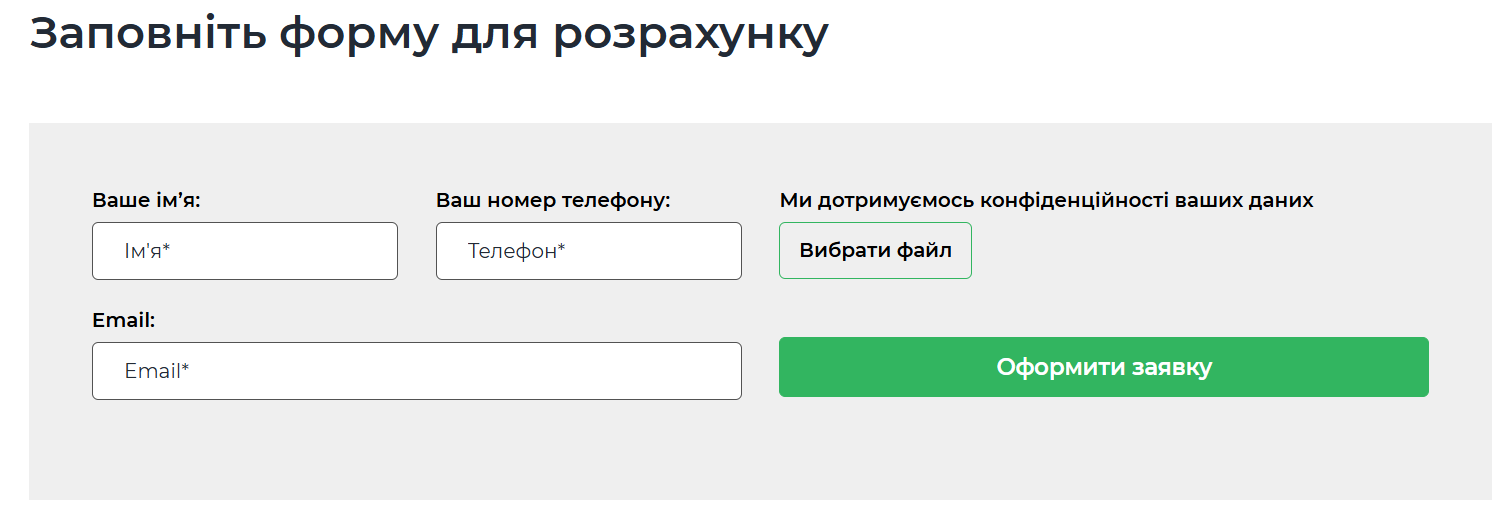 Заповніть форму для розрахунку
Ваше ім’я:
Ім'я*
Ваш номер телефону:
Телефон*
Ми дотримуємось конфіденційності ваших даних
Вибрати файл
Email:
Email*
Оформити заявку